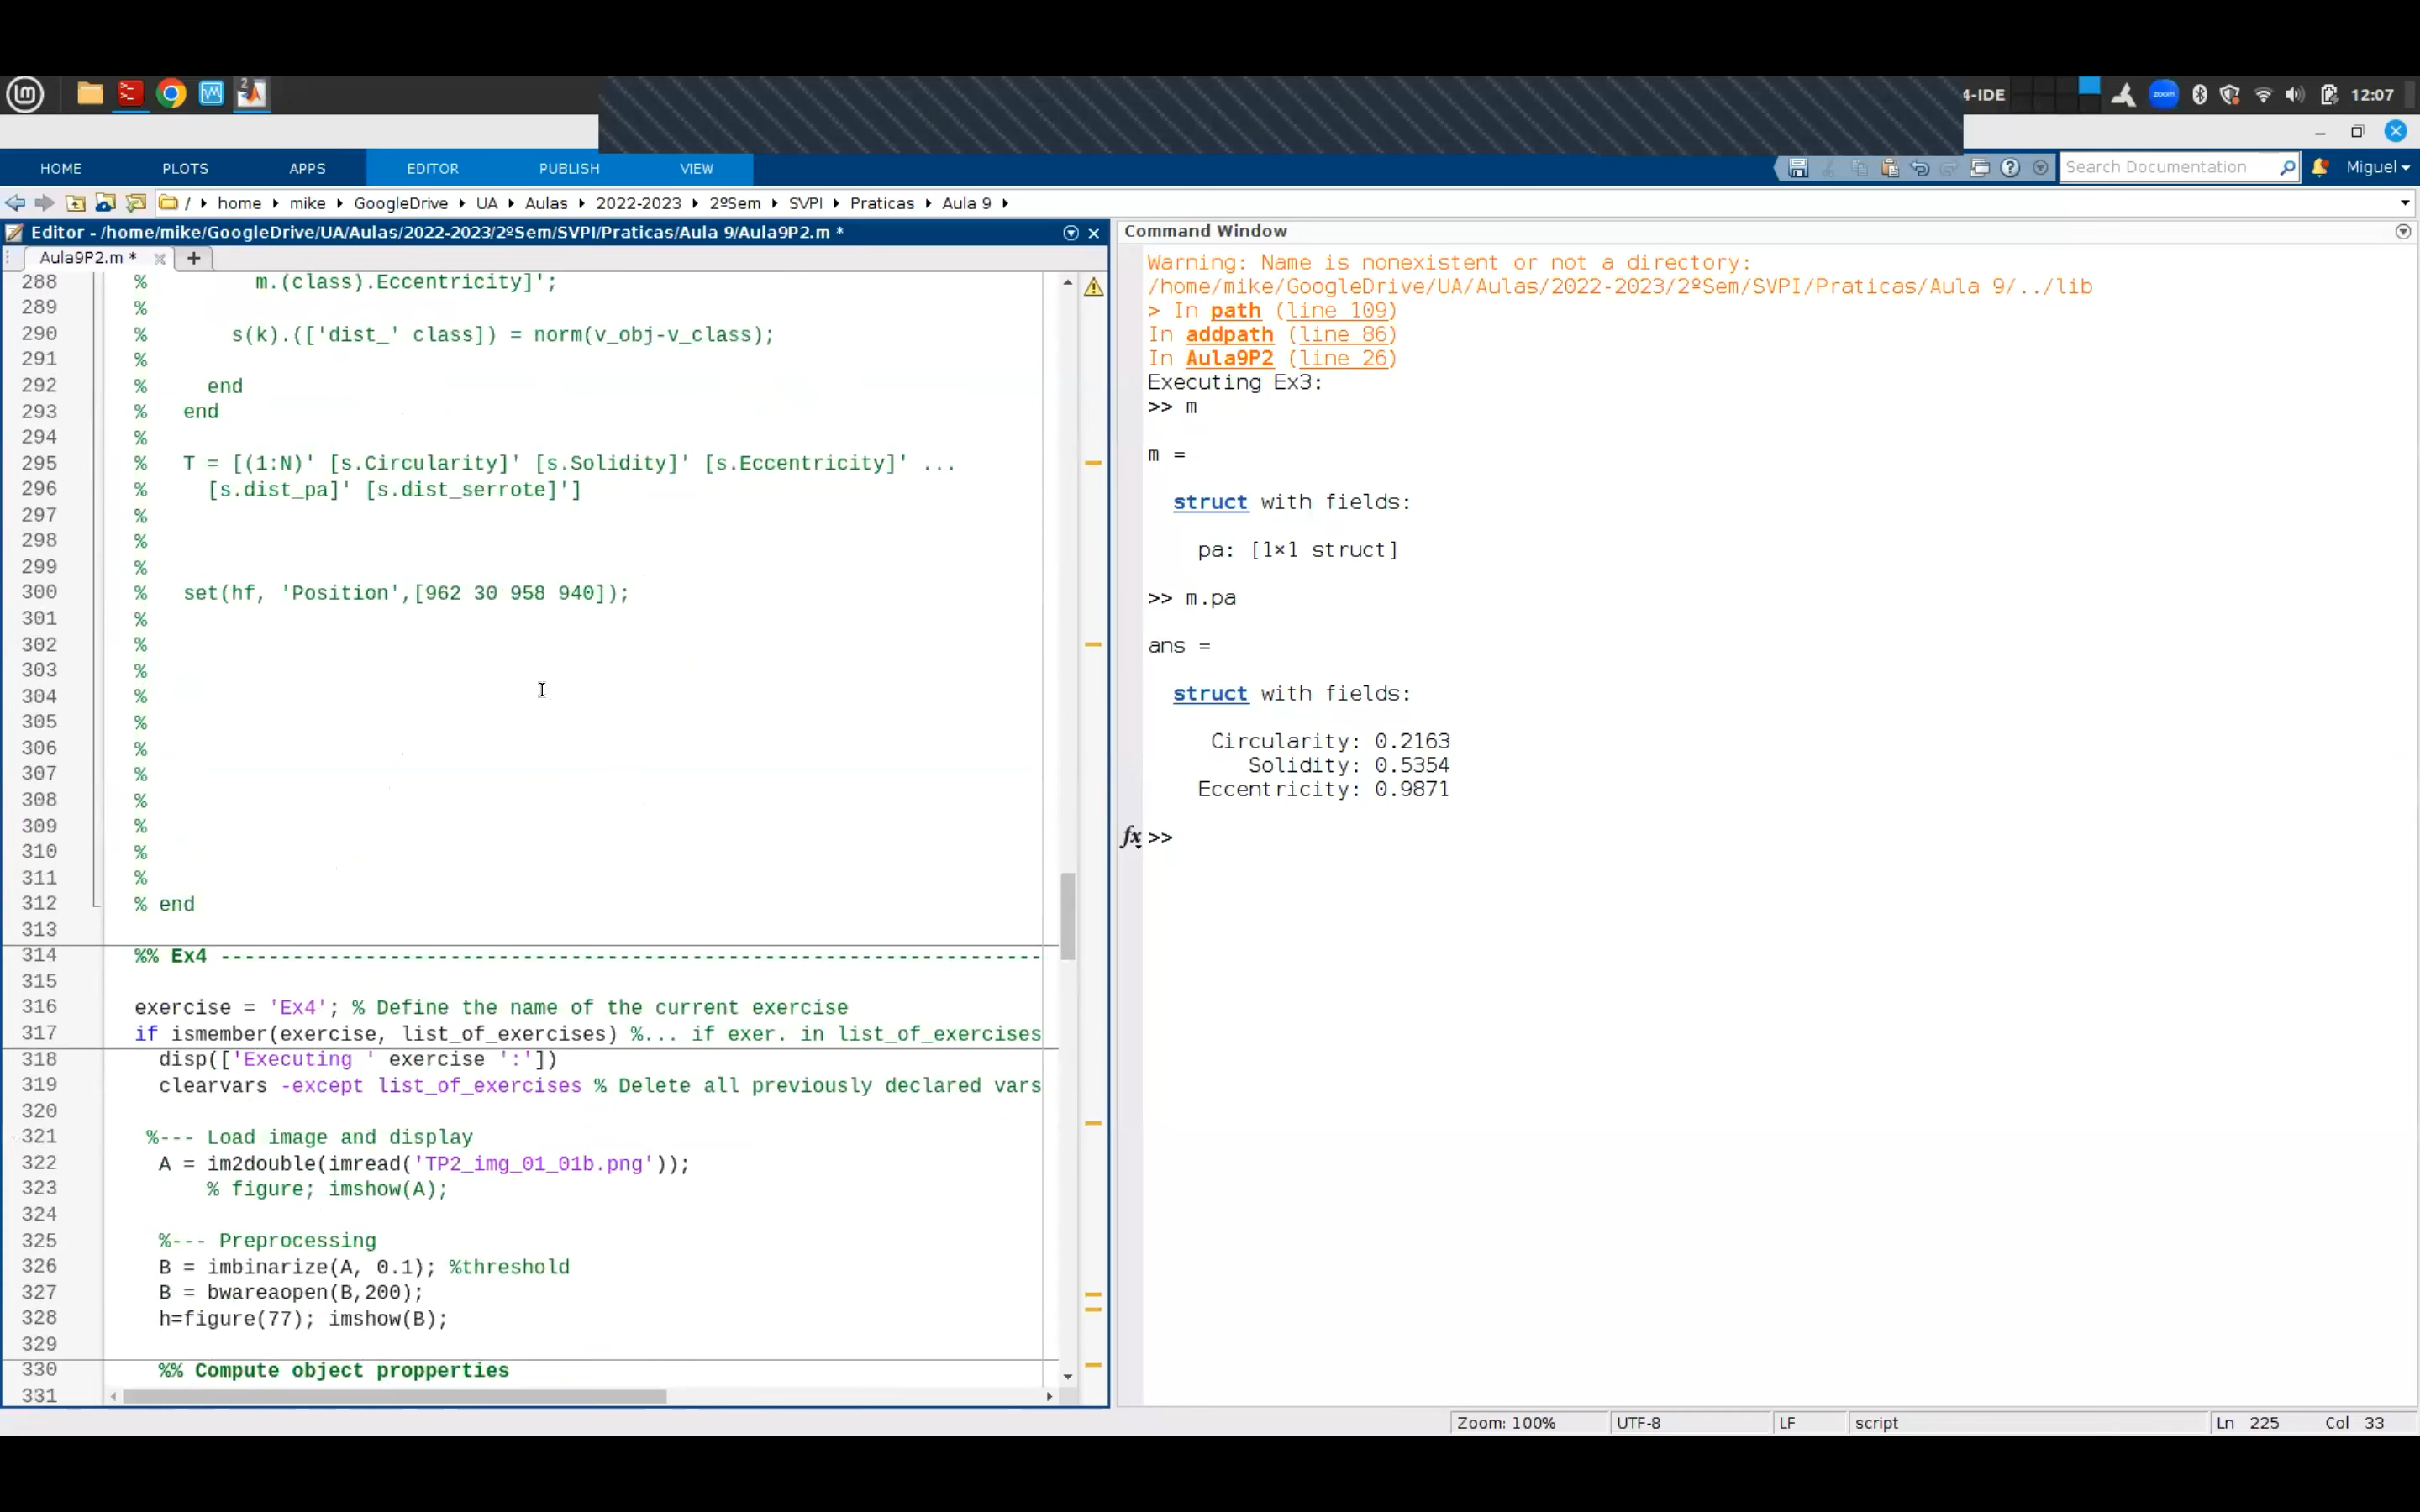 4-IDE
zoom
12:07
HOME PLOTS APPS EDITOR PUBLISH VIEW
Search Documentation
Miguel
/ home mike GoogleDrive UA Aulas 2022-2023 2ºSem SVPI Praticas Aula 9
Editor - /home/mike/GoogleDrive/UA/Aulas/2022-2023/2ºSem/SVPI/Praticas/Aula 9/Aula9P2.m *
Aula9P2.m *
288 % m.(class).Eccentricity]';
289 %
290 % s(k).(['dist_' class]) = norm(v_obj-v_class);
291 %
292 % end
293 % end
294 %
295 % T = [(1:N)' [s.Circularity]' [s.Solidity]' [s.Eccentricity]' ...
296 % [s.dist_pa]' [s.dist_serrote]']
297 %
298 %
299 %
300 % set(hf, 'Position',[962 30 958 940]);
301 %
302 %
303 %
304 %
305 %
306 %
307 %
308 %
309 %
310 %
311 %
312 % end
313
314 %% Ex4 --------------------------------------------------------------------
315
316 exercise = 'Ex4'; % Define the name of the current exercise
317 if ismember(exercise, list_of_exercises) %... if exer. in list_of_exercises
318 disp(['Executing ' exercise ':'])
319 clearvars -except list_of_exercises % Delete all previously declared vars
320
321 %--- Load image and display
322 A = im2double(imread('TP2_img_01_01b.png'));
323 % figure; imshow(A);
324
325 %--- Preprocessing
326 B = imbinarize(A, 0.1); %threshold
327 B = bwareaopen(B,200);
328 h=figure(77); imshow(B);
329
330 %% Compute object propperties
331
Command Window
Warning: Name is nonexistent or not a directory:
/home/mike/GoogleDrive/UA/Aulas/2022-2023/2ºSem/SVPI/Praticas/Aula 9/../lib
> In path (line 109)
In addpath (line 86)
In Aula9P2 (line 26)
Executing Ex3:
>> m
m =
struct with fields:
pa: [1×1 struct]
>> m.pa
ans =
struct with fields:
Circularity: 0.2163
Solidity: 0.5354
Eccentricity: 0.9871
fx >>
Zoom: 100% UTF-8 LF script Ln 225 Col 33